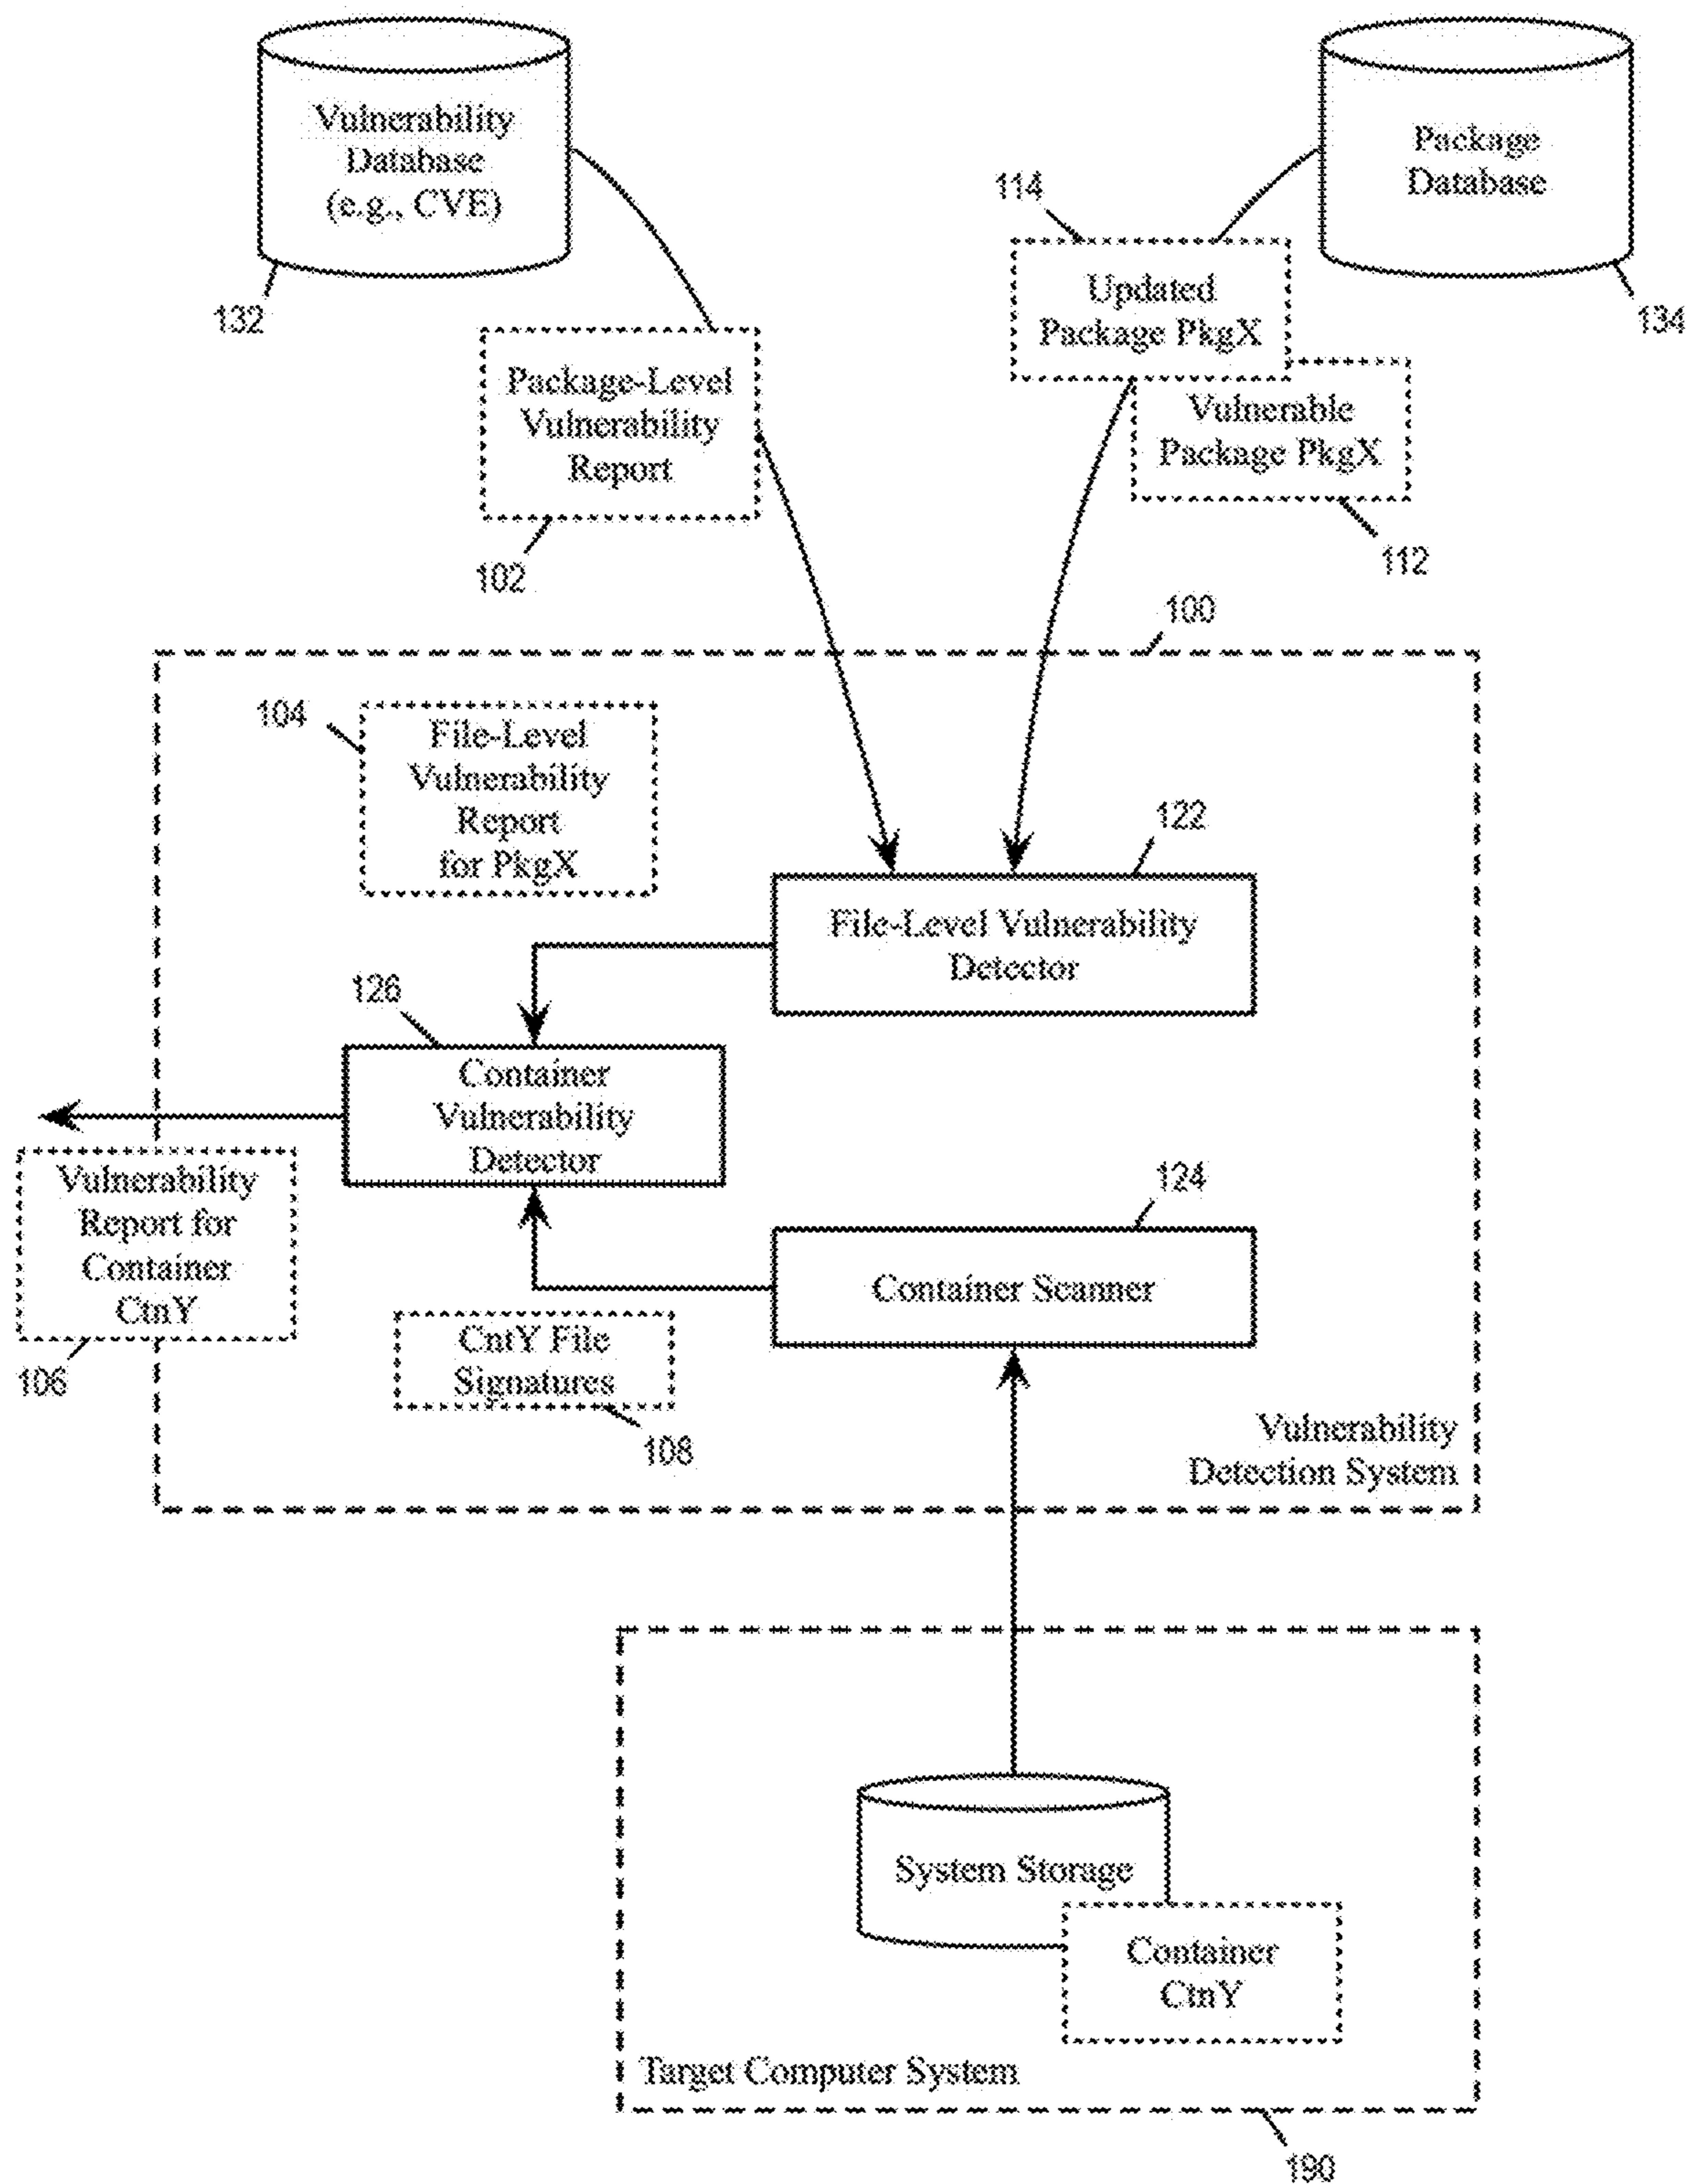 Vulnerability
Database
(e.g., CVE)
132
Package
Database
134
114
Updated
Package PkgX
Vulnerable
Package PkgX
112
Package-Level
Vulnerability
Report
102
100
104
File-Level
Vulnerability
Report
for PkgX
122
File-Level Vulnerability
Detector
126
Container
Vulnerability
Detector
Vulnerability
Report for
Container
CtnY
106
124
Container Scanner
CntY File
Signatures
108
Vulnerability
Detection System
System Storage
Container
CtnY
Target Computer System
190